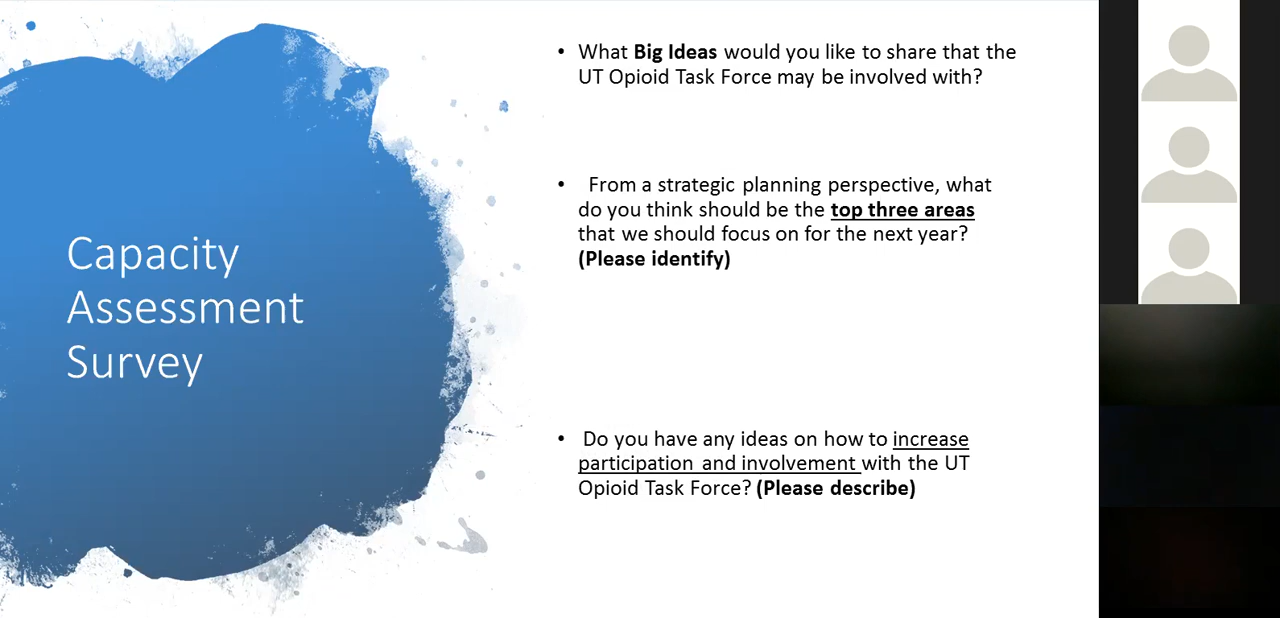 Capacity
Assessment
Survey
• What Big Ideas would you like to share that the
UT Opioid Task Force may be involved with?
• From a strategic planning perspective, what
do you think should be the top three areas
that we should focus on for the next year?
(Please identify)
• Do you have any ideas on how to increase
participation and involvement with the UT
Opioid Task Force? (Please describe)